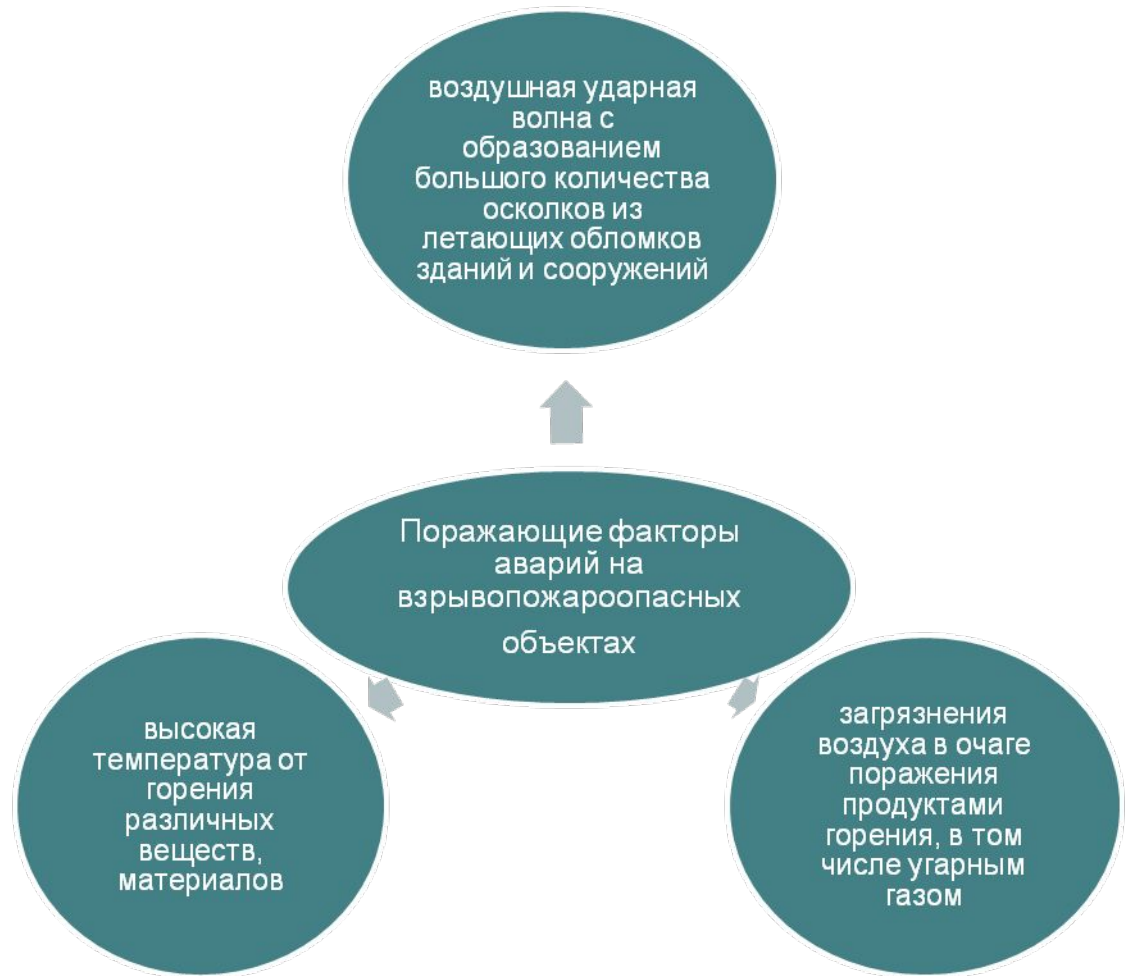 воздушная ударная
волна с
образованием
большого количества
осколков из
летающих обломков
зданий и сооружений
Поражающие факторы
аварий на
взрывопожароопасных
объектах
высокая
температура от
горения
различных
веществ,
материалов
загрязнения
воздуха в очаге
поражения
продуктами
горения, в том
числе угарным
газом